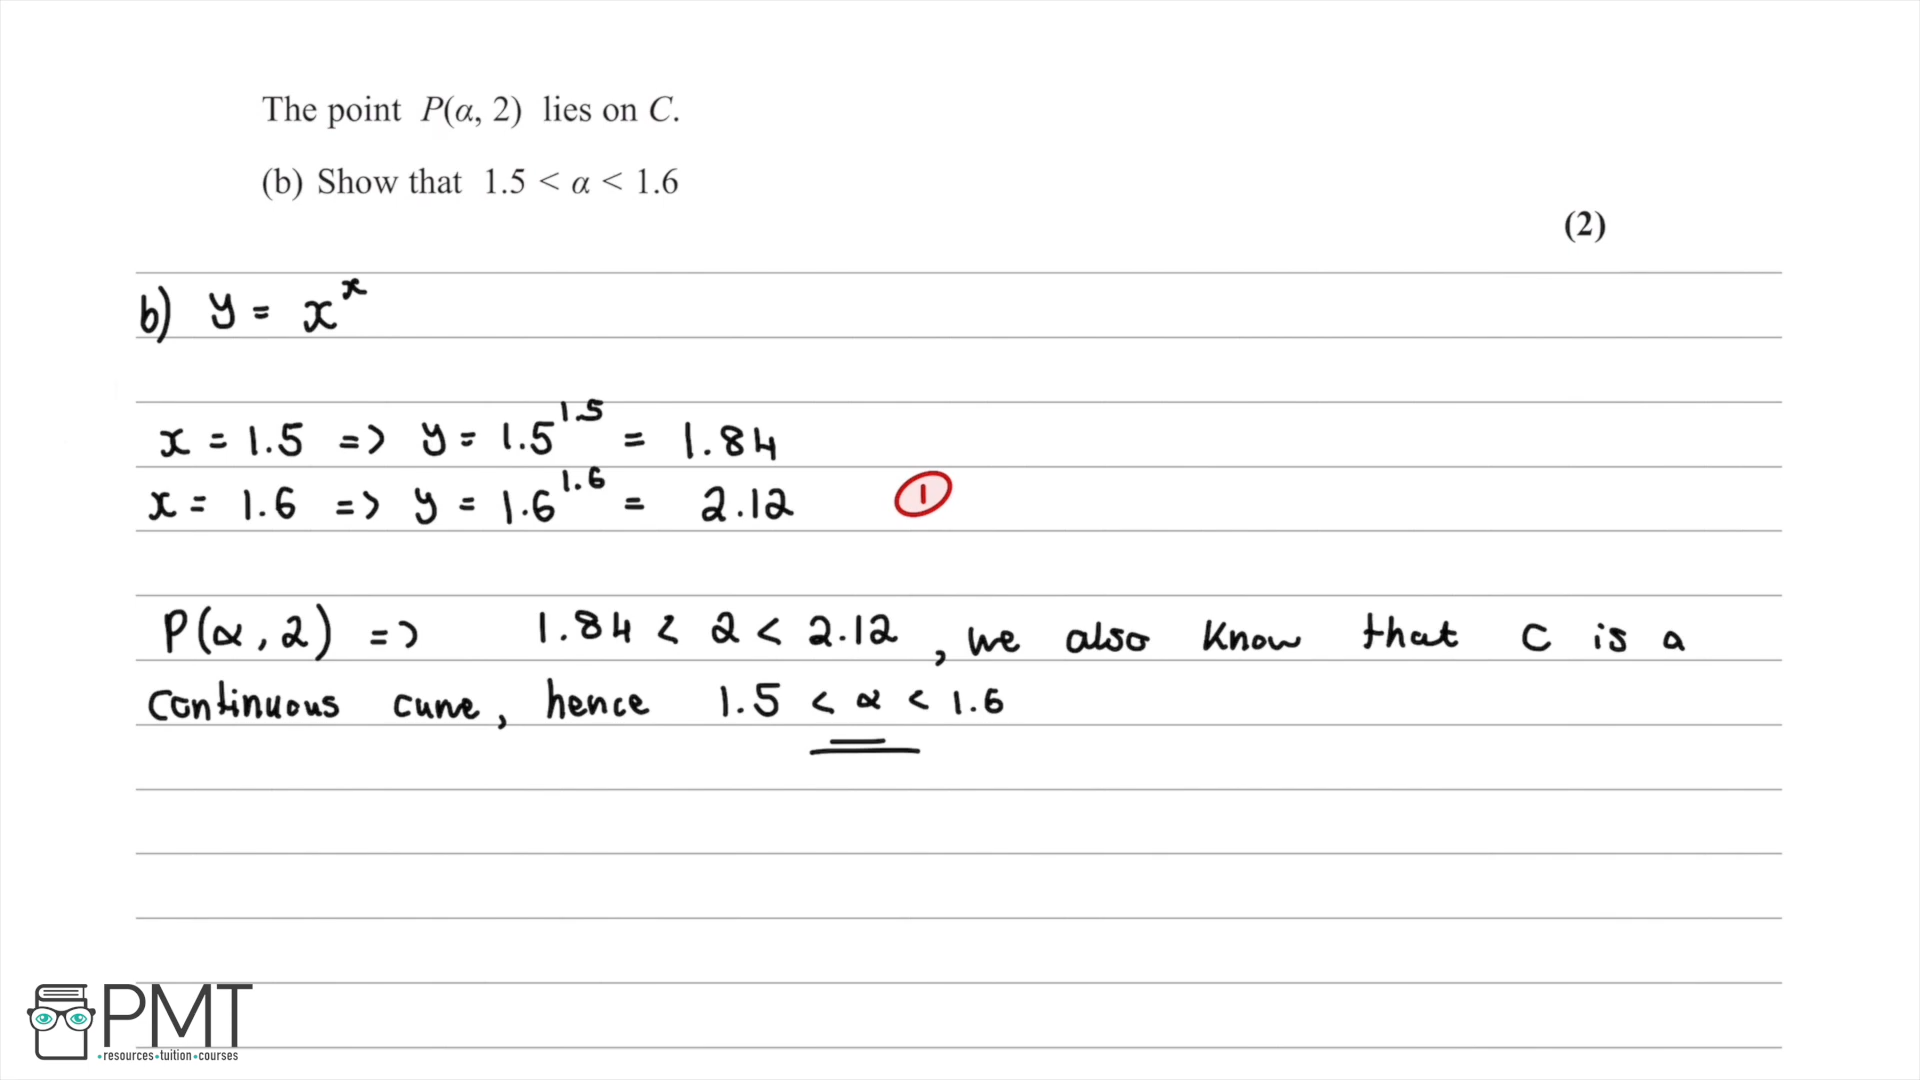 The point P(α, 2) lies on C.
(b) Show that 1.5 < α < 1.6
(2)
b) y = x^x
x = 1.5 => y = 1.5^1.5 = 1.84
x = 1.6 => y = 1.6^1.6 = 2.12 1
P(α, 2) => 1.84 < 2 < 2.12, we also know that C is a
continuous curve, hence 1.5 < α < 1.6
PMT
•resources•tuition•courses